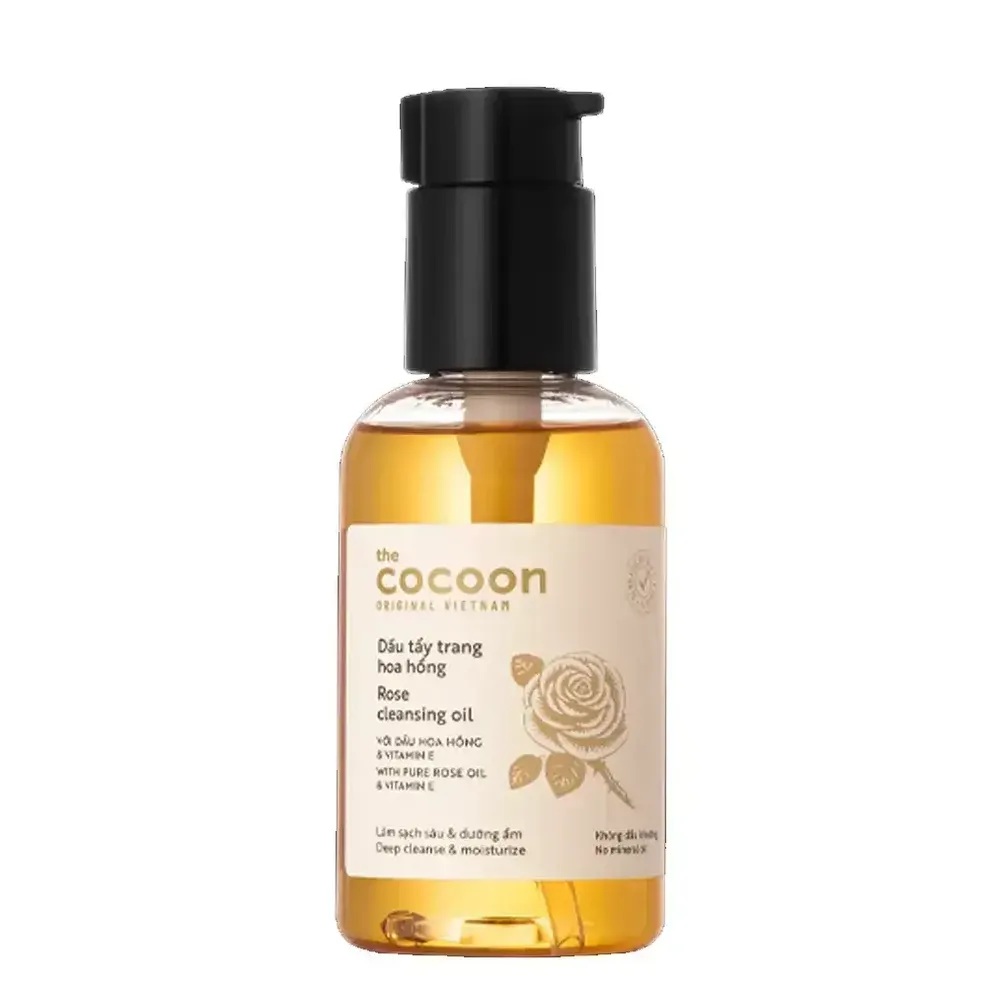 the
cocoon
ORIGINAL VIETNAM
Dầu tẩy trang
hoa hồng
Rose
cleansing oil
VỚI DẦU HOA HỒNG
& VITAMIN E
WITH PURE ROSE OIL
& VITAMIN E
Làm sạch sâu & dưỡng ẩm
Deep cleanse & moisturize
Không dầu
No mineral oil